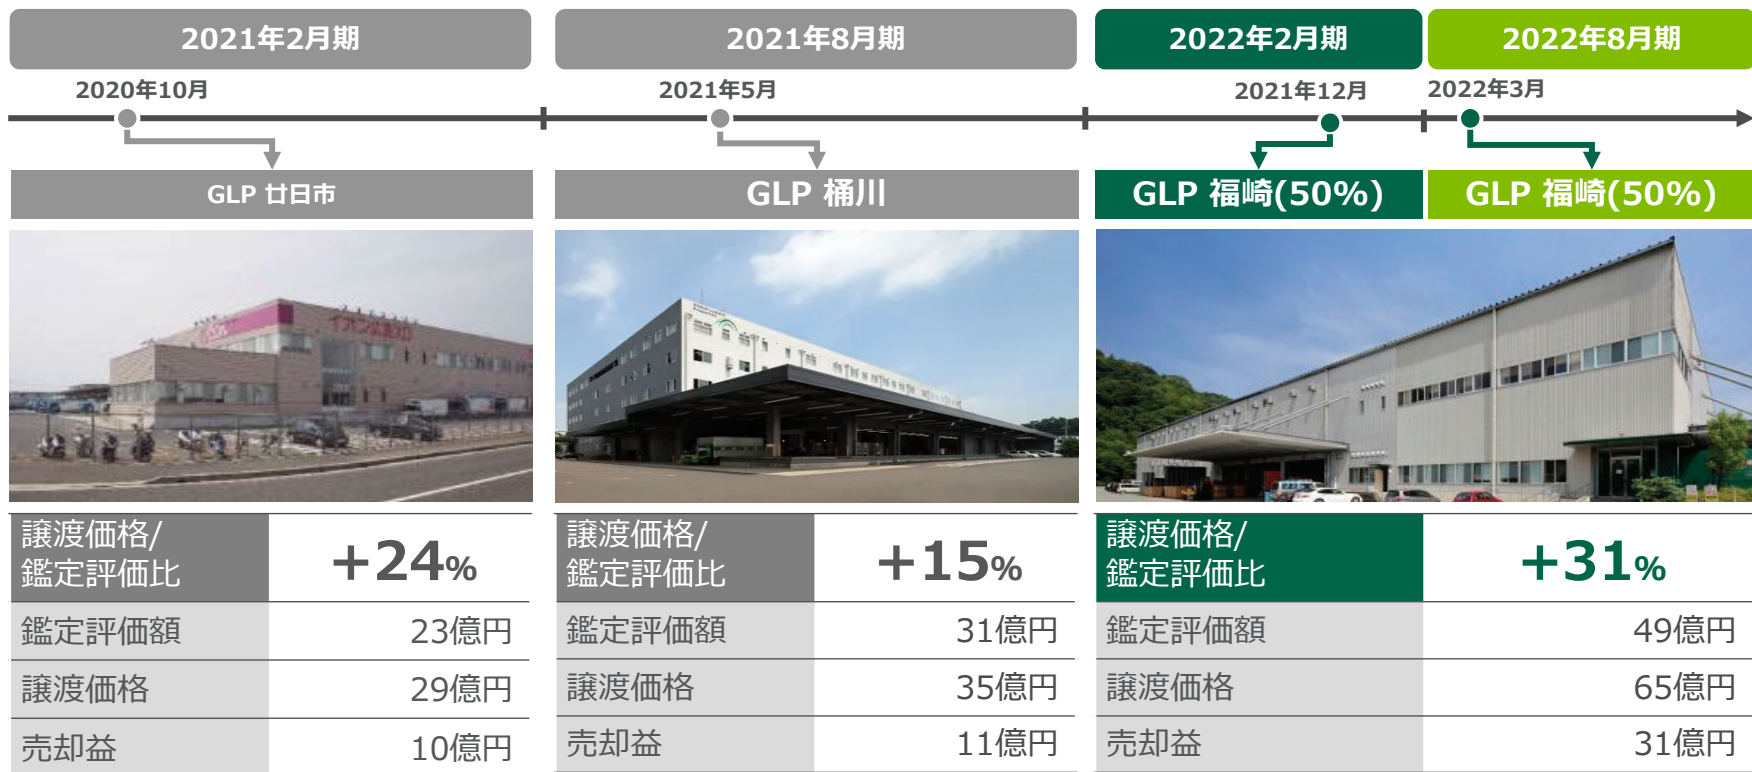 2021年2月期
2021年8月期
2022年2月期
2022年8月期
2020年10月
2021年5月
2021年12月
2022年3月
GLP 廿日市
GLP 桶川
GLP 福崎(50%)
GLP 福崎(50%)
譲渡価格/
鑑定評価比
+24%
鑑定評価額
23億円
譲渡価格
29億円
売却益
10億円
譲渡価格/
鑑定評価比
+15%
鑑定評価額
31億円
譲渡価格
35億円
売却益
11億円
譲渡価格/
鑑定評価比
+31%
鑑定評価額
49億円
譲渡価格
65億円
売却益
31億円